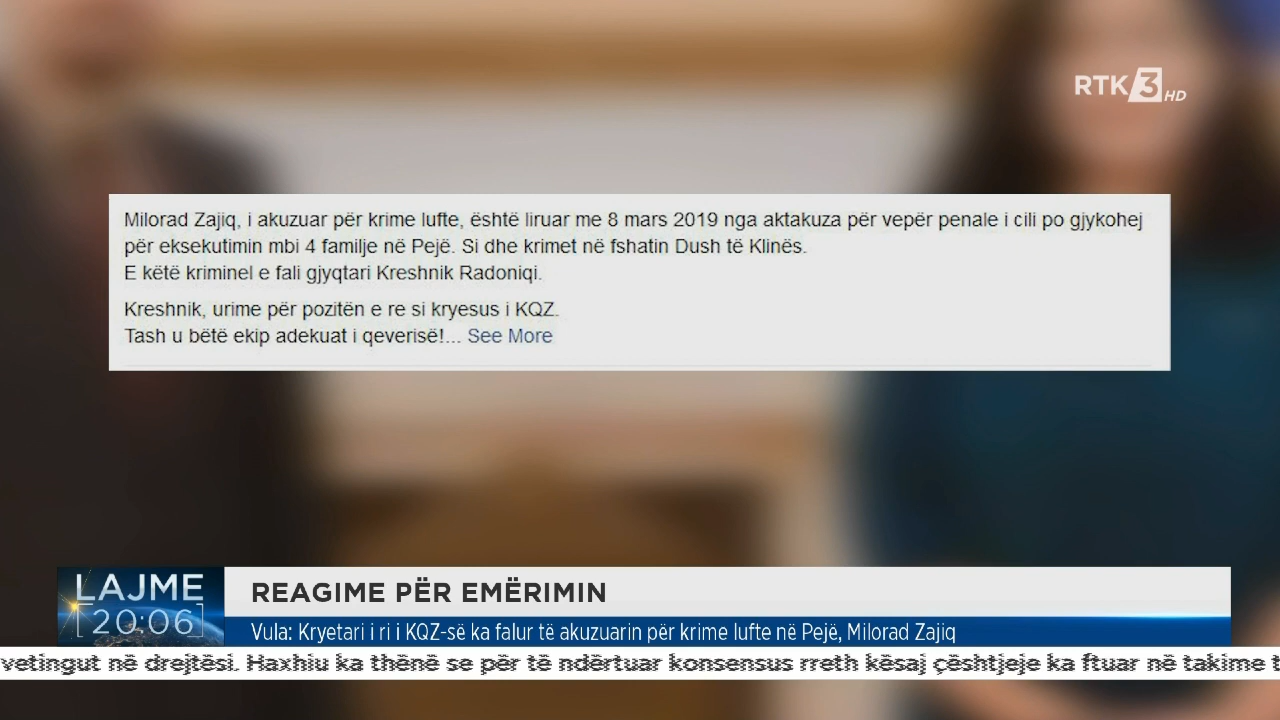 RTK 3 HD
Milorad Zajiq, i akuzuar për krime lufte, është liruar me 8 mars 2019 nga aktakuza për vepër penale i cili po gjykohej
për eksekutimin mbi 4 familje në Pejë. Si dhe krimet në fshatin Dush të Klinës.
E këtë kriminel e fali gjyqtari Kreshnik Radoniqi.
Kreshnik, urime për pozitën e re si kryesus i KQZ.
Tash u bëtë ekip adekuat i qeverisë!... See More
LAJME
[20:06]
REAGIME PËR EMËRIMIN
Vula: Kryetari i ri i KQZ-së ka falur të akuzuarin për krime lufte në Pejë, Milorad Zajiq
vetingut në drejtësi. Haxhiu ka thënë se për të ndërtuar konsensus rreth kësaj çështjeje ka ftuar në takime t